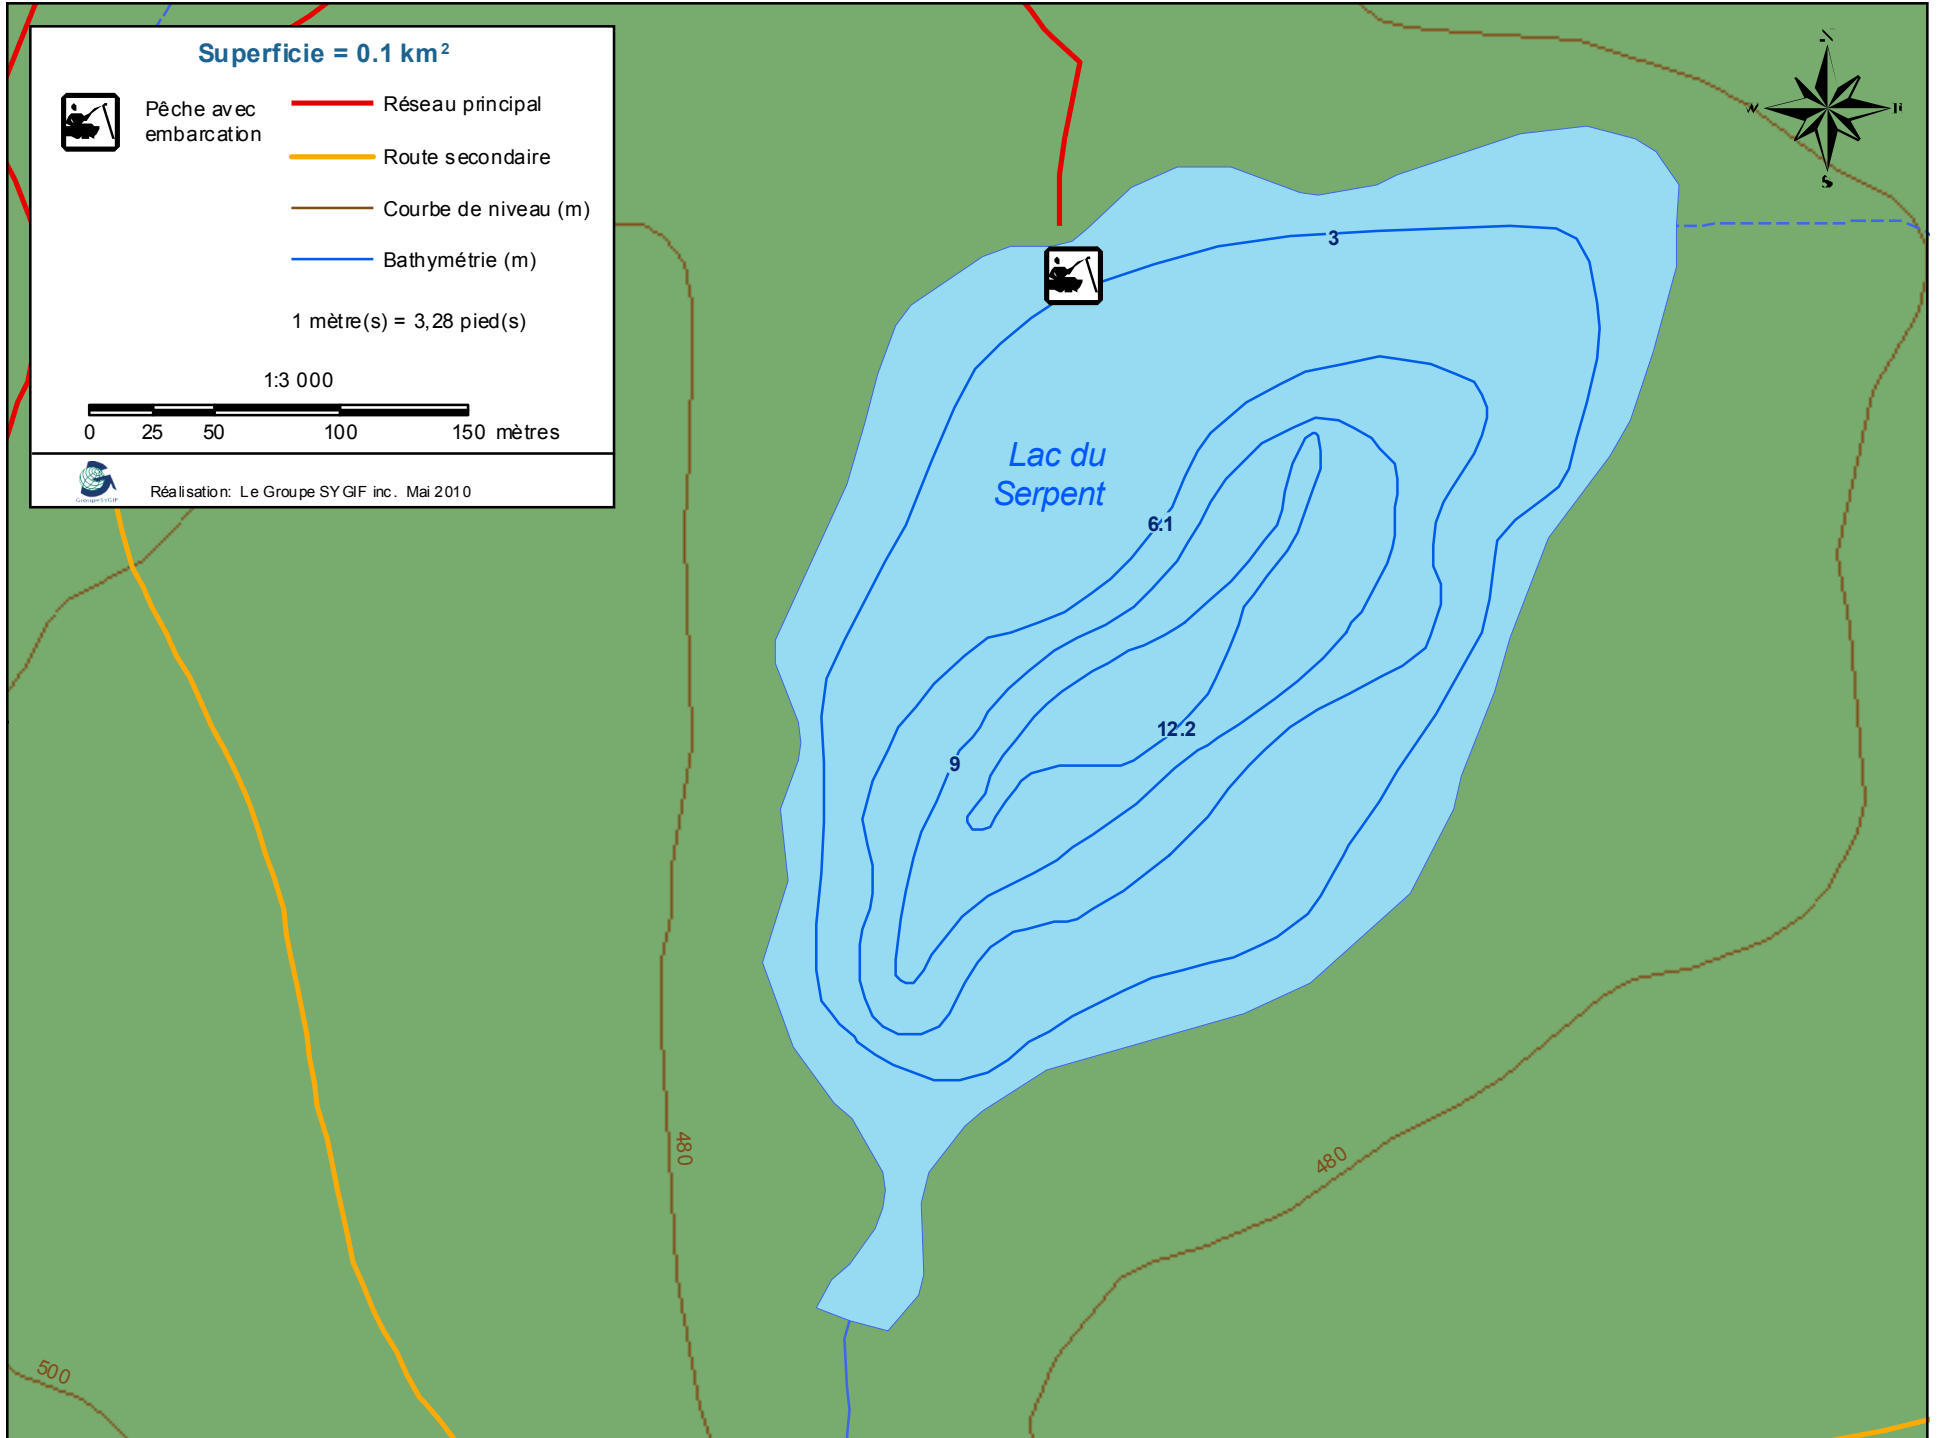 Superficie = 0.1 km²
Pêche avec
embarcation
Réseau principal
Route secondaire
Courbe de niveau (m)
Bathymétrie (m)
1 mètre(s) = 3,28 pied(s)
1:3 000
0 25 50 100 150 mètres
GroupeSYGIF
Réalisation: Le Groupe SYGIF inc. Mai 2010
N
W
E
S
3
Lac du
Serpent
6.1
12.2
9
480
480
500